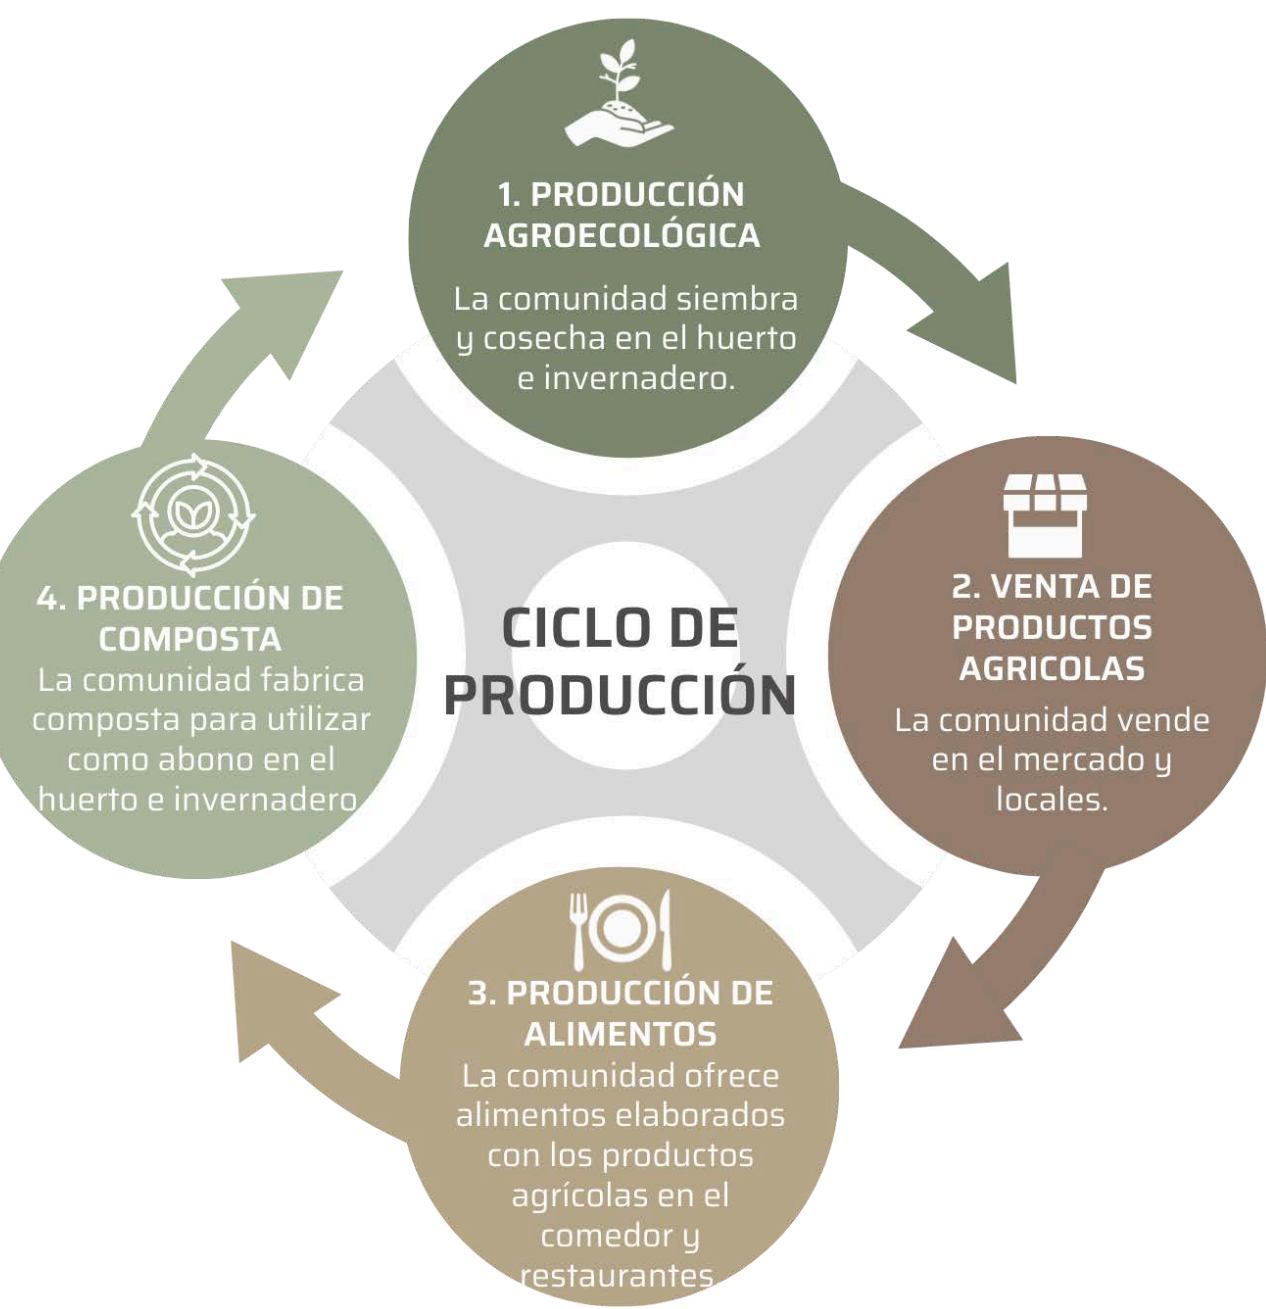 1. PRODUCCIÓN
AGROECOLÓGICA
La comunidad siembra
y cosecha en el huerto
e invernadero.
2. VENTA DE
PRODUCTOS
AGRICOLAS
La comunidad vende
en el mercado y
locales.
3. PRODUCCIÓN DE
ALIMENTOS
La comunidad ofrece
alimentos elaborados
con los productos
agrícolas en el
comedor y
restaurantes.
4. PRODUCCIÓN DE
COMPOSTA
La comunidad fabrica
composta para utilizar
como abono en el
huerto e invernadero.
CICLO DE
PRODUCCIÓN